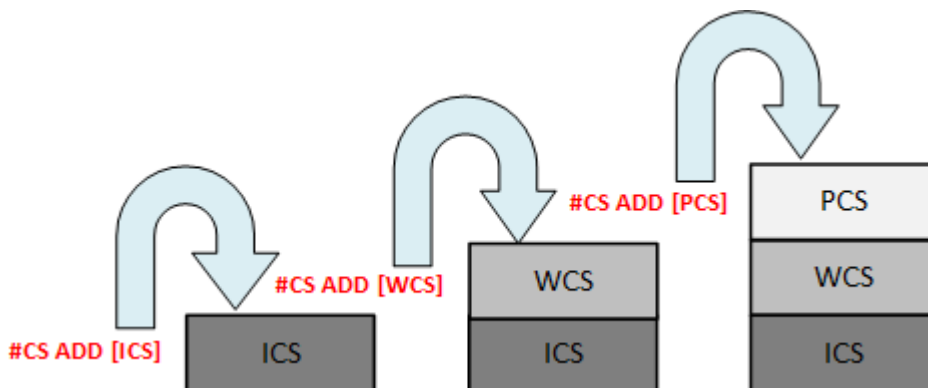 #CS ADD [PCS]
PCS
#CS ADD [WCS]
WCS
WCS
#CS ADD [ICS]
ICS
ICS
ICS